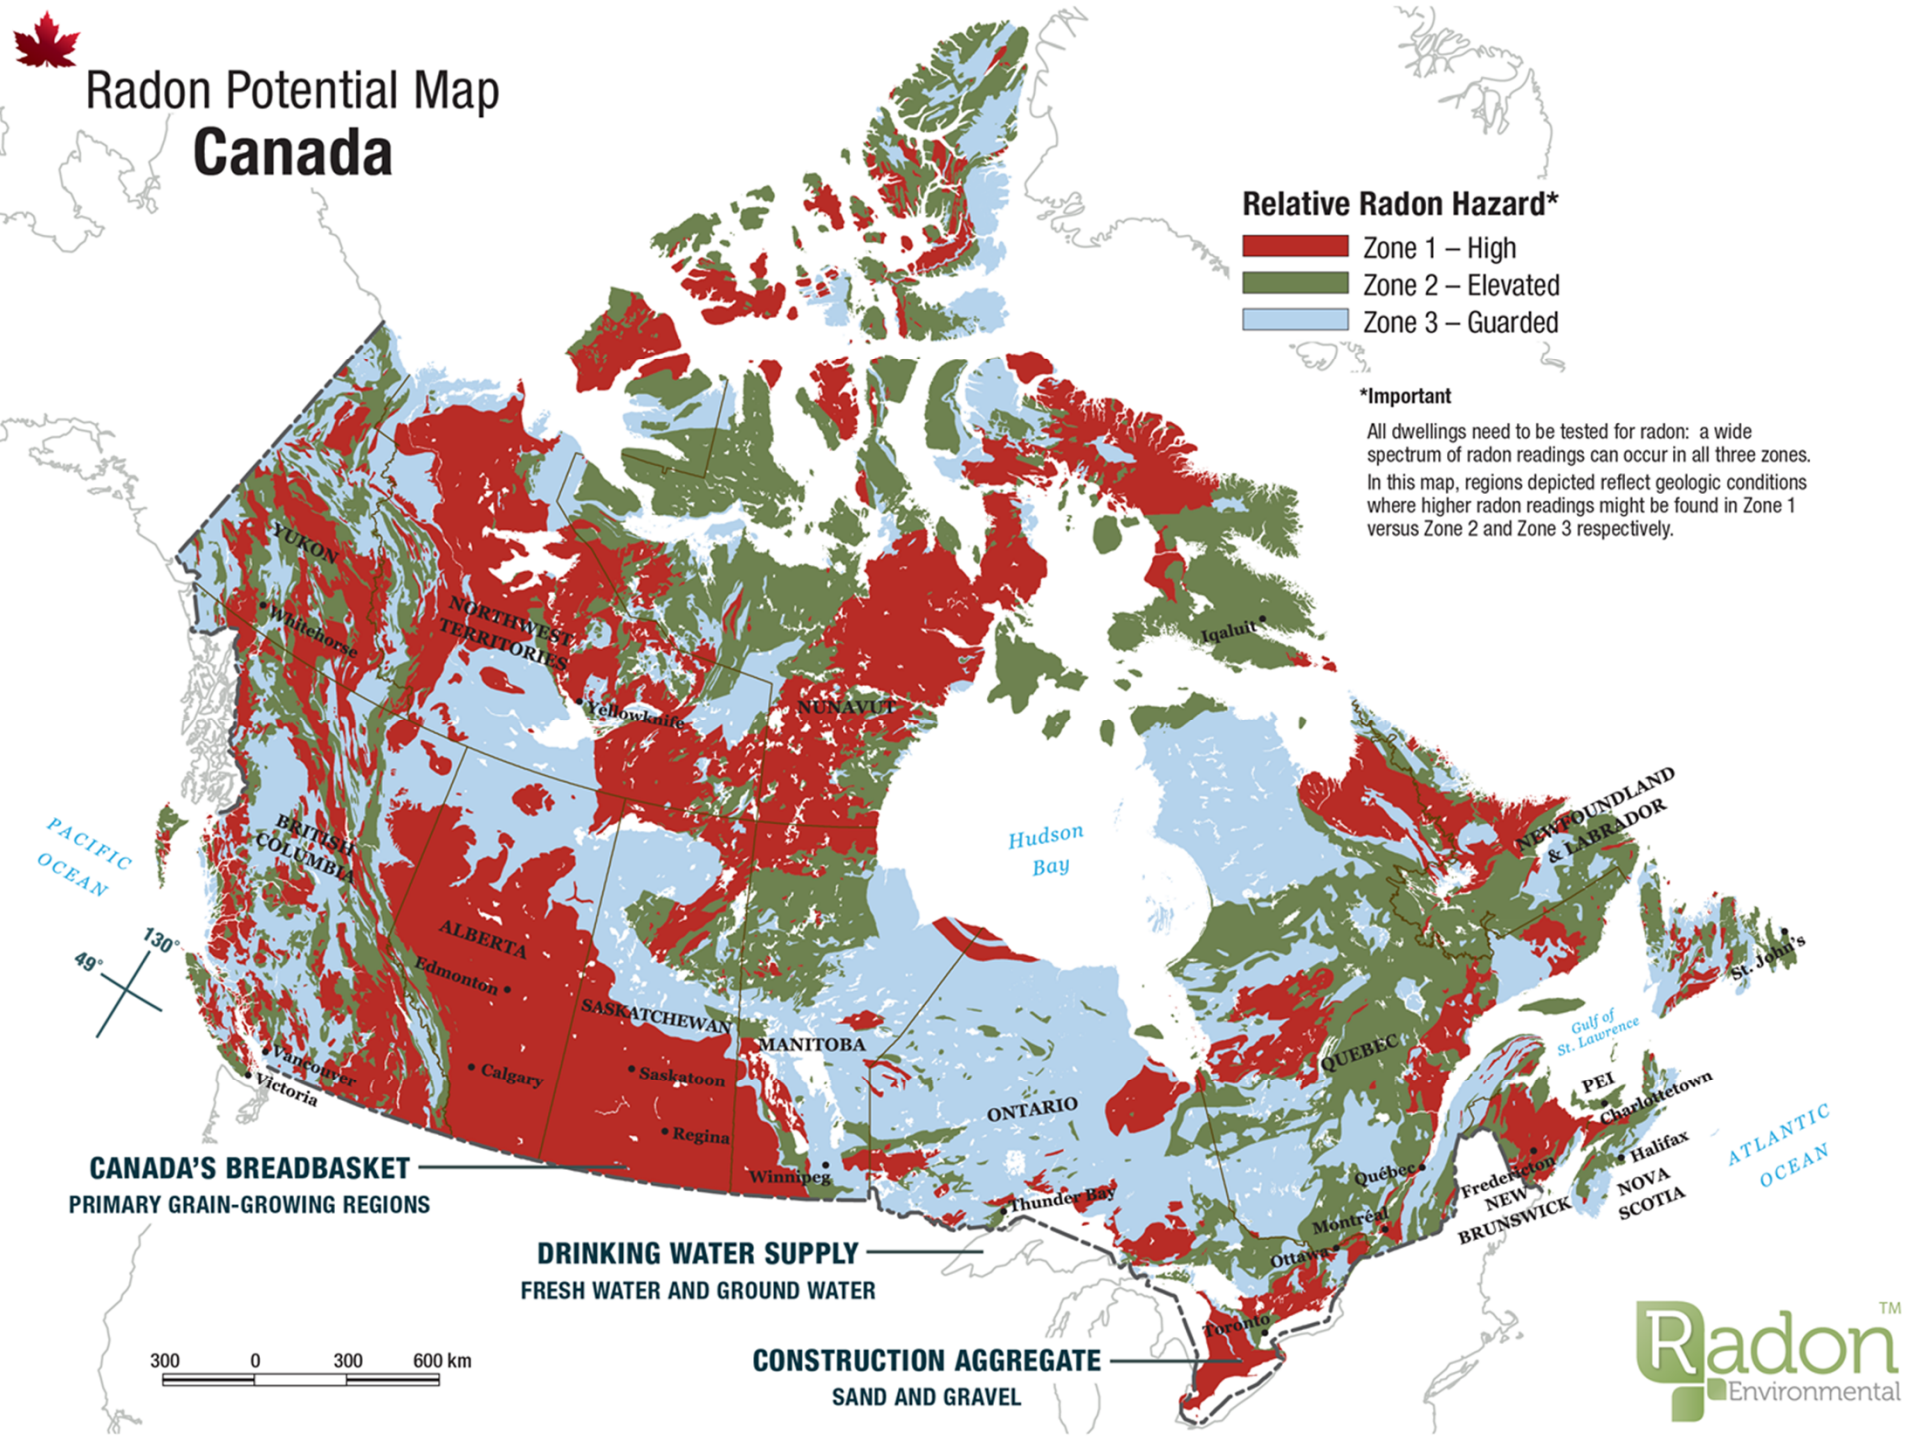 Radon Potential Map
Canada
Relative Radon Hazard*
Zone 1 – High
Zone 2 – Elevated
Zone 3 – Guarded
*Important
All dwellings need to be tested for radon: a wide
spectrum of radon readings can occur in all three zones.
In this map, regions depicted reflect geologic conditions
where higher radon readings might be found in Zone 1
versus Zone 2 and Zone 3 respectively.
YUKON
Whitehorse
NORTHWEST
TERRITORIES
Yellowknife
NUNAVUT
Iqaluit
PACIFIC
OCEAN
BRITISH
COLUMBIA
Hudson
Bay
NEWFOUNDLAND
& LABRADOR
130°
49°
ALBERTA
Edmonton
SASKATCHEWAN
MANITOBA
St. John's
Gulf of
St. Lawrence
QUEBEC
Vancouver
Victoria
Calgary
Saskatoon
Regina
ONTARIO
PEI
Charlottetown
Halifax
NOVA
SCOTIA
ATLANTIC
OCEAN
CANADA'S BREADBASKET
PRIMARY GRAIN-GROWING REGIONS
Winnipeg
Thunder Bay
Québec
Fredericton
NEW
BRUNSWICK
Montréal
Ottawa
DRINKING WATER SUPPLY
FRESH WATER AND GROUND WATER
Toronto
CONSTRUCTION AGGREGATE
SAND AND GRAVEL
300 0 300 600 km
Radon™
Environmental